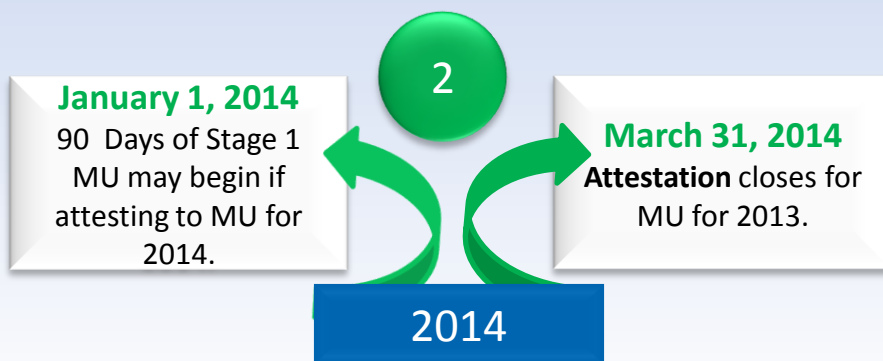 2
January 1, 2014
90 Days of Stage 1
MU may begin if
attesting to MU for
2014.
March 31, 2014
Attestation closes for
MU for 2013.
2014